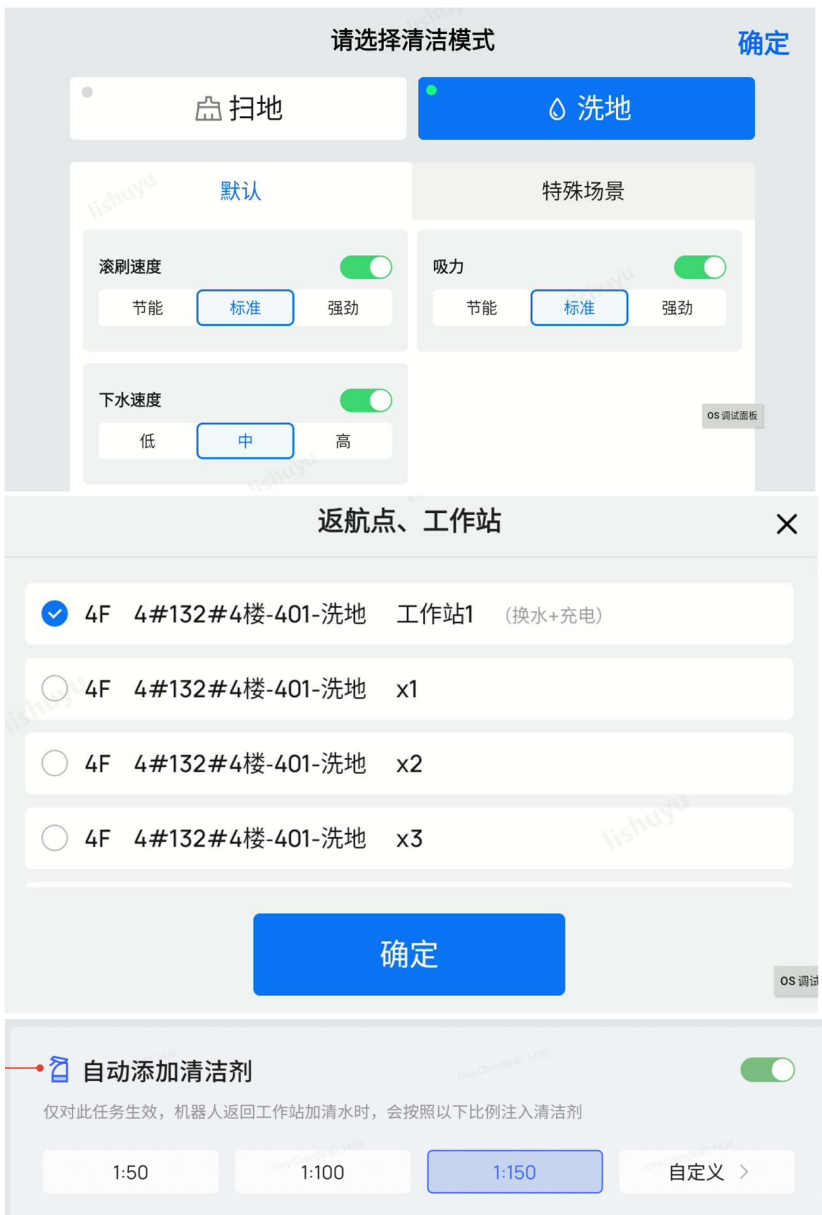 请选择清洁模式 确定
扫地 洗地
默认 特殊场景
滚刷速度 吸力
节能 标准 强劲 节能 标准 强劲
下水速度
OS 调试面板
低 中 高
lishuyu
返航点、工作站
4F 4#132#4楼-401-洗地 工作站1 (换水+充电)
4F 4#132#4楼-401-洗地 x1
4F 4#132#4楼-401-洗地 x2
4F 4#132#4楼-401-洗地 x3
lishuyu
确定
OS 调试
自动添加清洁剂
仅对此任务生效，机器人返回工作站加清水时，会按照以下比例注入清洁剂
1:50 1:100 1:150 自定义